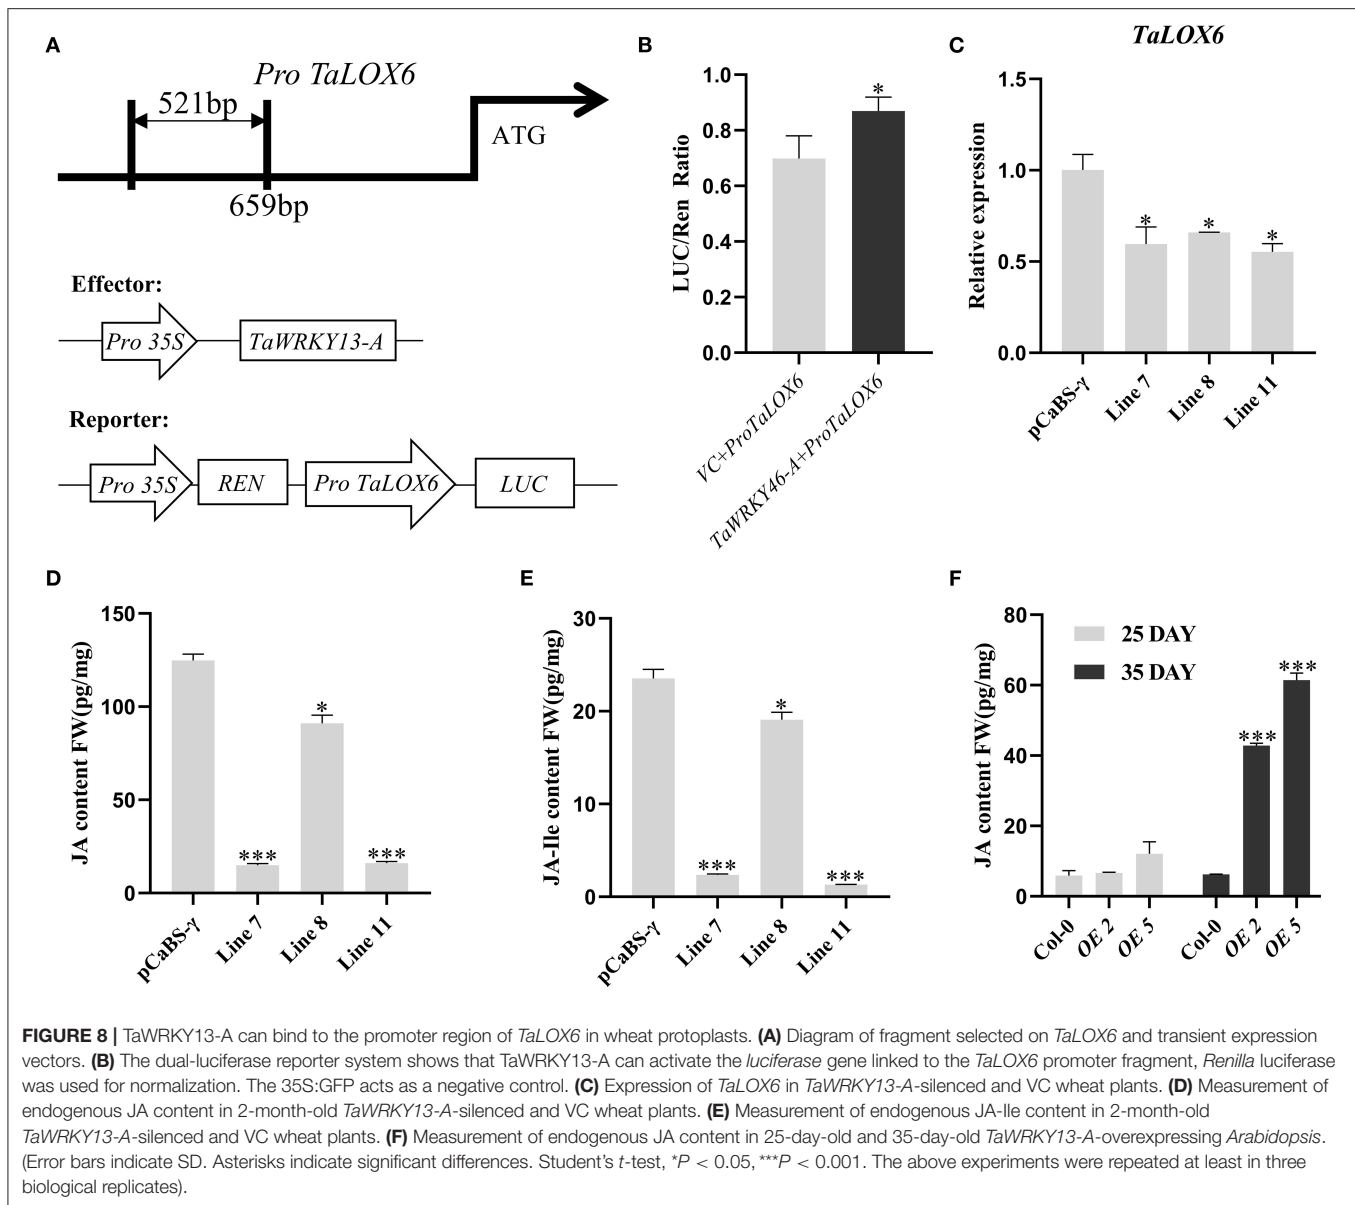 A
Pro TaLOX6
521bp
ATG
659bp
Effector:
Pro 35S
TaWRKY13-A
Reporter:
Pro 35S
REN
Pro TaLOX6
LUC
B
LUC/Ren Ratio
1.0
0.8
0.6
0.4
0.2
0.0
*
VC+ProTaLOX6
TaWRKY46-A+ProTaLOX6
C
TaLOX6
Relative expression
1.5
1.0
0.5
0.0
* * *
pCaBS-γ
Line 7
Line 8
Line 11
D
JA content FW(pg/mg)
150
100
50
0
***
*
***
pCaBS-γ
Line 7
Line 8
Line 11
E
JA-Ile content FW(pg/mg)
30
20
10
0
***
*
***
pCaBS-γ
Line 7
Line 8
Line 11
F
JA content FW(pg/mg)
80
60
40
20
0
25 DAY
35 DAY
***
***
Col-0
OE 2
OE 5
Col-0
OE 2
OE 5
FIGURE 8 | TaWRKY13-A can bind to the promoter region of TaLOX6 in wheat protoplasts. (A) Diagram of fragment selected on TaLOX6 and transient expression
vectors. (B) The dual-luciferase reporter system shows that TaWRKY13-A can activate the luciferase gene linked to the TaLOX6 promoter fragment, Renilla luciferase
was used for normalization. The 35S:GFP acts as a negative control. (C) Expression of TaLOX6 in TaWRKY13-A-silenced and VC wheat plants. (D) Measurement of
endogenous JA content in 2-month-old TaWRKY13-A-silenced and VC wheat plants. (E) Measurement of endogenous JA-Ile content in 2-month-old
TaWRKY13-A-silenced and VC wheat plants. (F) Measurement of endogenous JA content in 25-day-old and 35-day-old TaWRKY13-A-overexpressing Arabidopsis.
(Error bars indicate SD. Asterisks indicate significant differences. Student's t-test, *P < 0.05, ***P < 0.001. The above experiments were repeated at least in three
biological replicates).